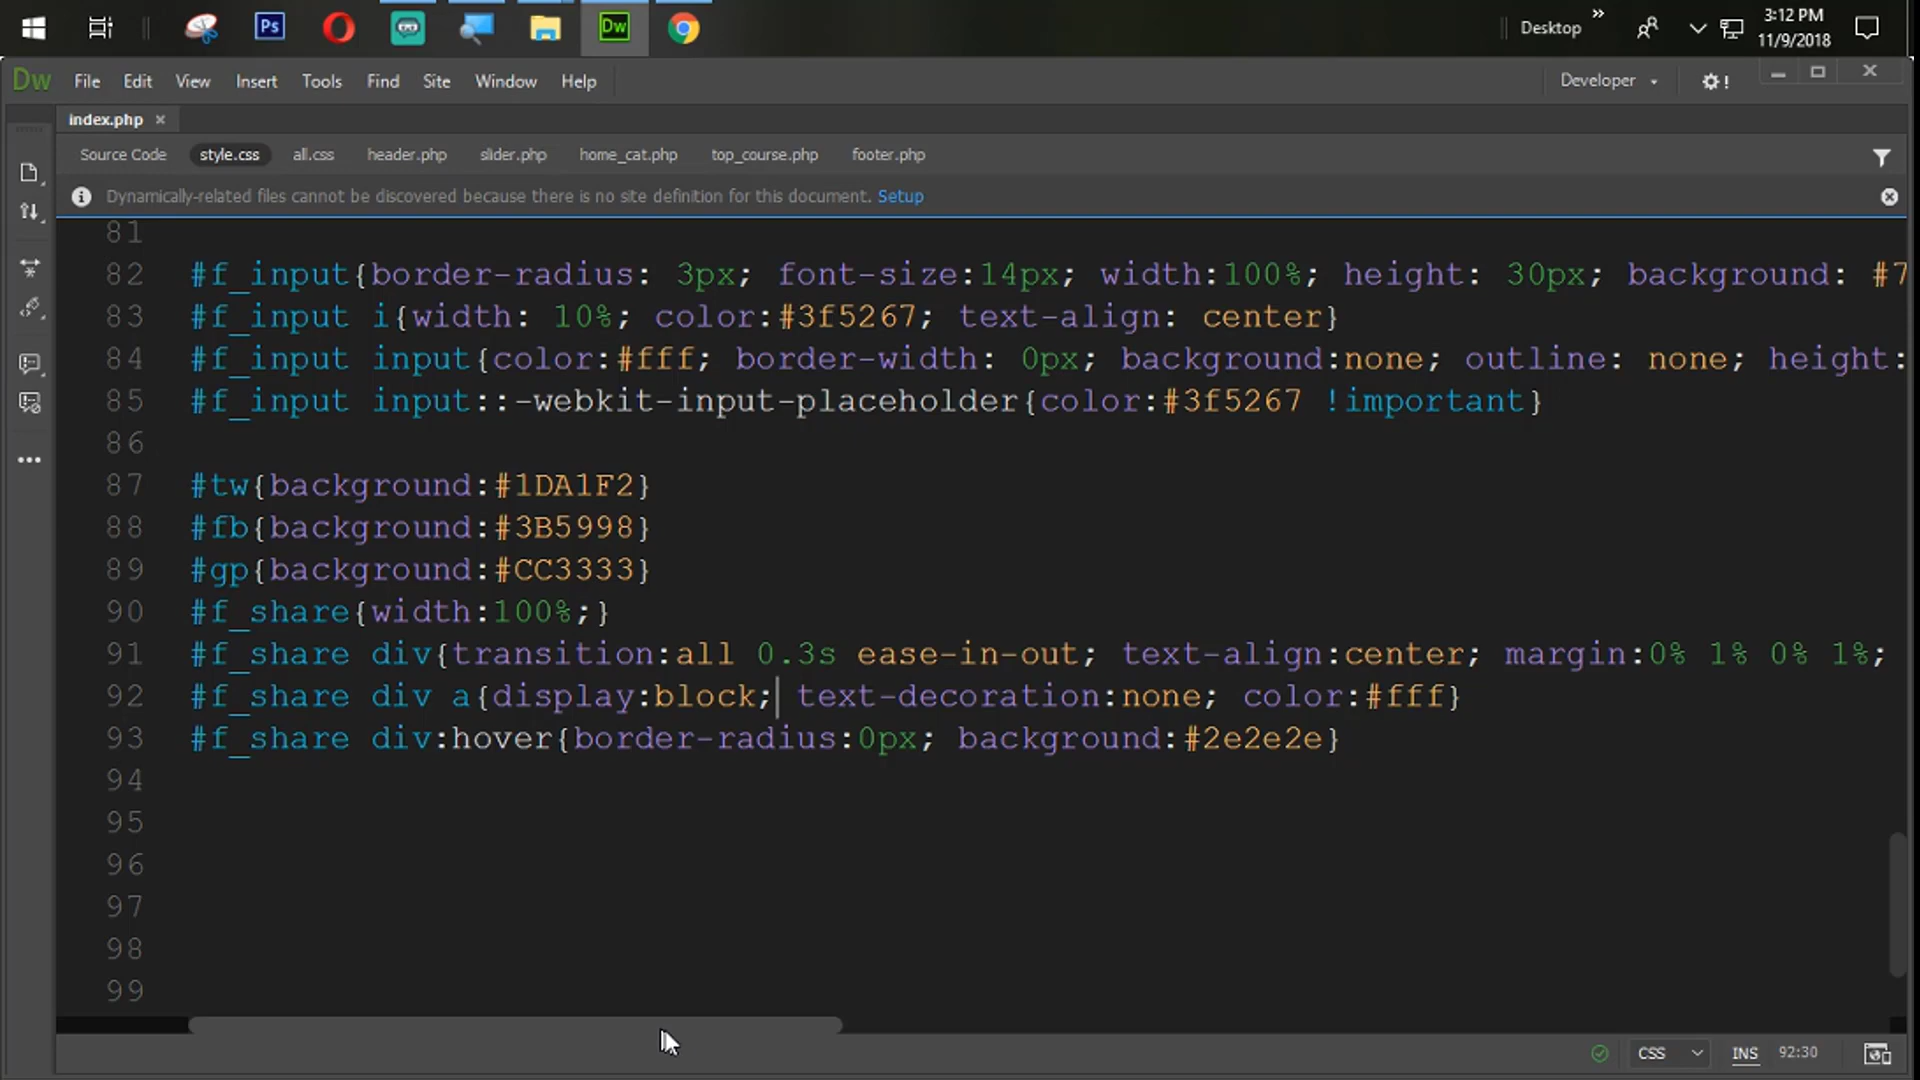 Ps
Dw
Desktop
»
3:12 PM
11/9/2018
Dw File Edit View Insert Tools Find Site Window Help
Developer
!
index.php ×
Source Code style.css all.css header.php slider.php home_cat.php top_course.php footer.php
Dynamically-related files cannot be discovered because there is no site definition for this document. Setup
81
82 #f_input{border-radius: 3px; font-size:14px; width:100%; height: 30px; background: #7
83 #f_input i{width: 10%; color:#3f5267; text-align: center}
84 #f_input input{color:#fff; border-width: 0px; background:none; outline: none; height:
85 #f_input input::-webkit-input-placeholder{color:#3f5267 !important}
86
87 #tw{background:#1DA1F2}
88 #fb{background:#3B5998}
89 #gp{background:#CC3333}
90 #f_share{width:100%;}
91 #f_share div{transition:all 0.3s ease-in-out; text-align:center; margin:0% 1% 0% 1%;
92 #f_share div a{display:block; text-decoration:none; color:#fff}
93 #f_share div:hover{border-radius:0px; background:#2e2e2e}
94
95
96
97
98
99
CSS INS 92:30